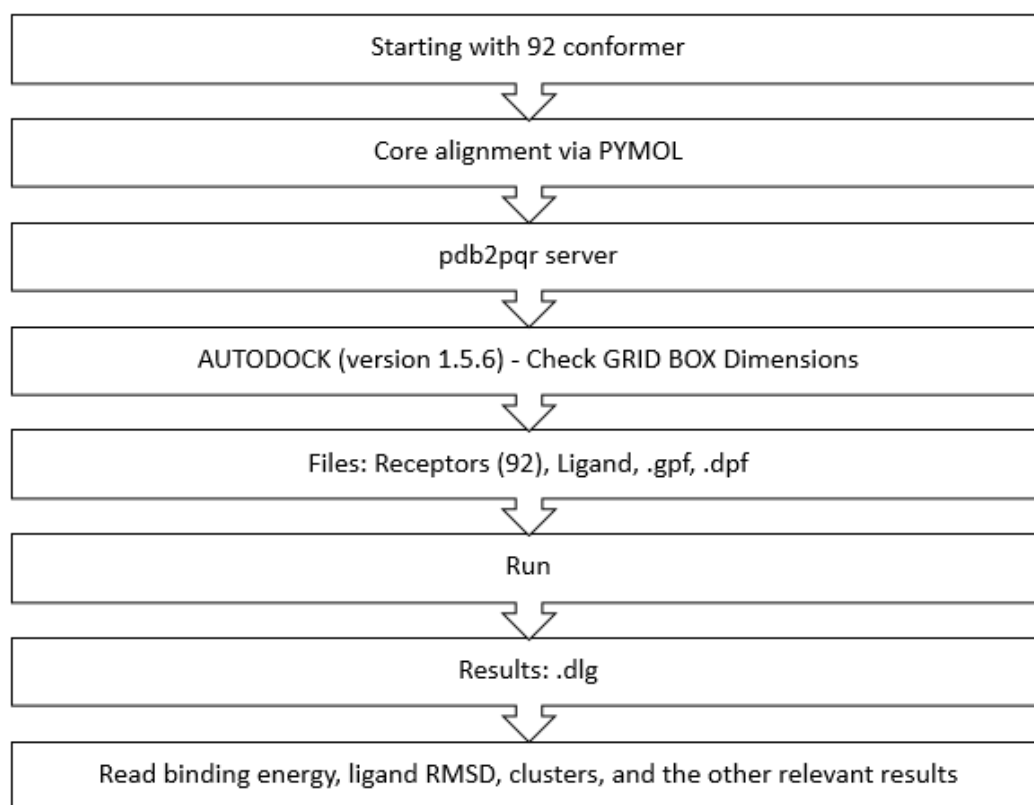 Starting with 92 conformer
Core alignment via PYMOL
pdb2pqr server
AUTODOCK (version 1.5.6) - Check GRID BOX Dimensions
Files: Receptors (92), Ligand, .gpf, .dpf
Run
Results: .dlg
Read binding energy, ligand RMSD, clusters, and the other relevant results